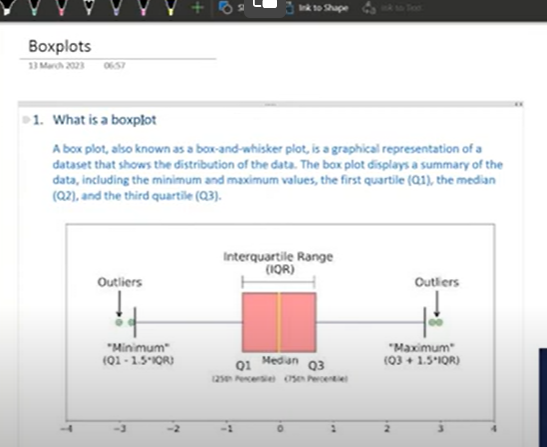 Ink to Shape
Ink to Text
Boxplots
13 March 2023 06:57
1. What is a boxplot
A box plot, also known as a box-and-whisker plot, is a graphical representation of a
dataset that shows the distribution of the data. The box plot displays a summary of the
data, including the minimum and maximum values, the first quartile (Q1), the median
(Q2), and the third quartile (Q3).
Interquartile Range
(IQR)
Outliers Outliers
"Minimum" "Maximum"
(Q1 - 1.5*IQR) Q1 Median Q3 (Q3 + 1.5*IQR)
(25th Percentile) (75th Percentile)
-4 -3 -2 -1 0 1 2 3 4